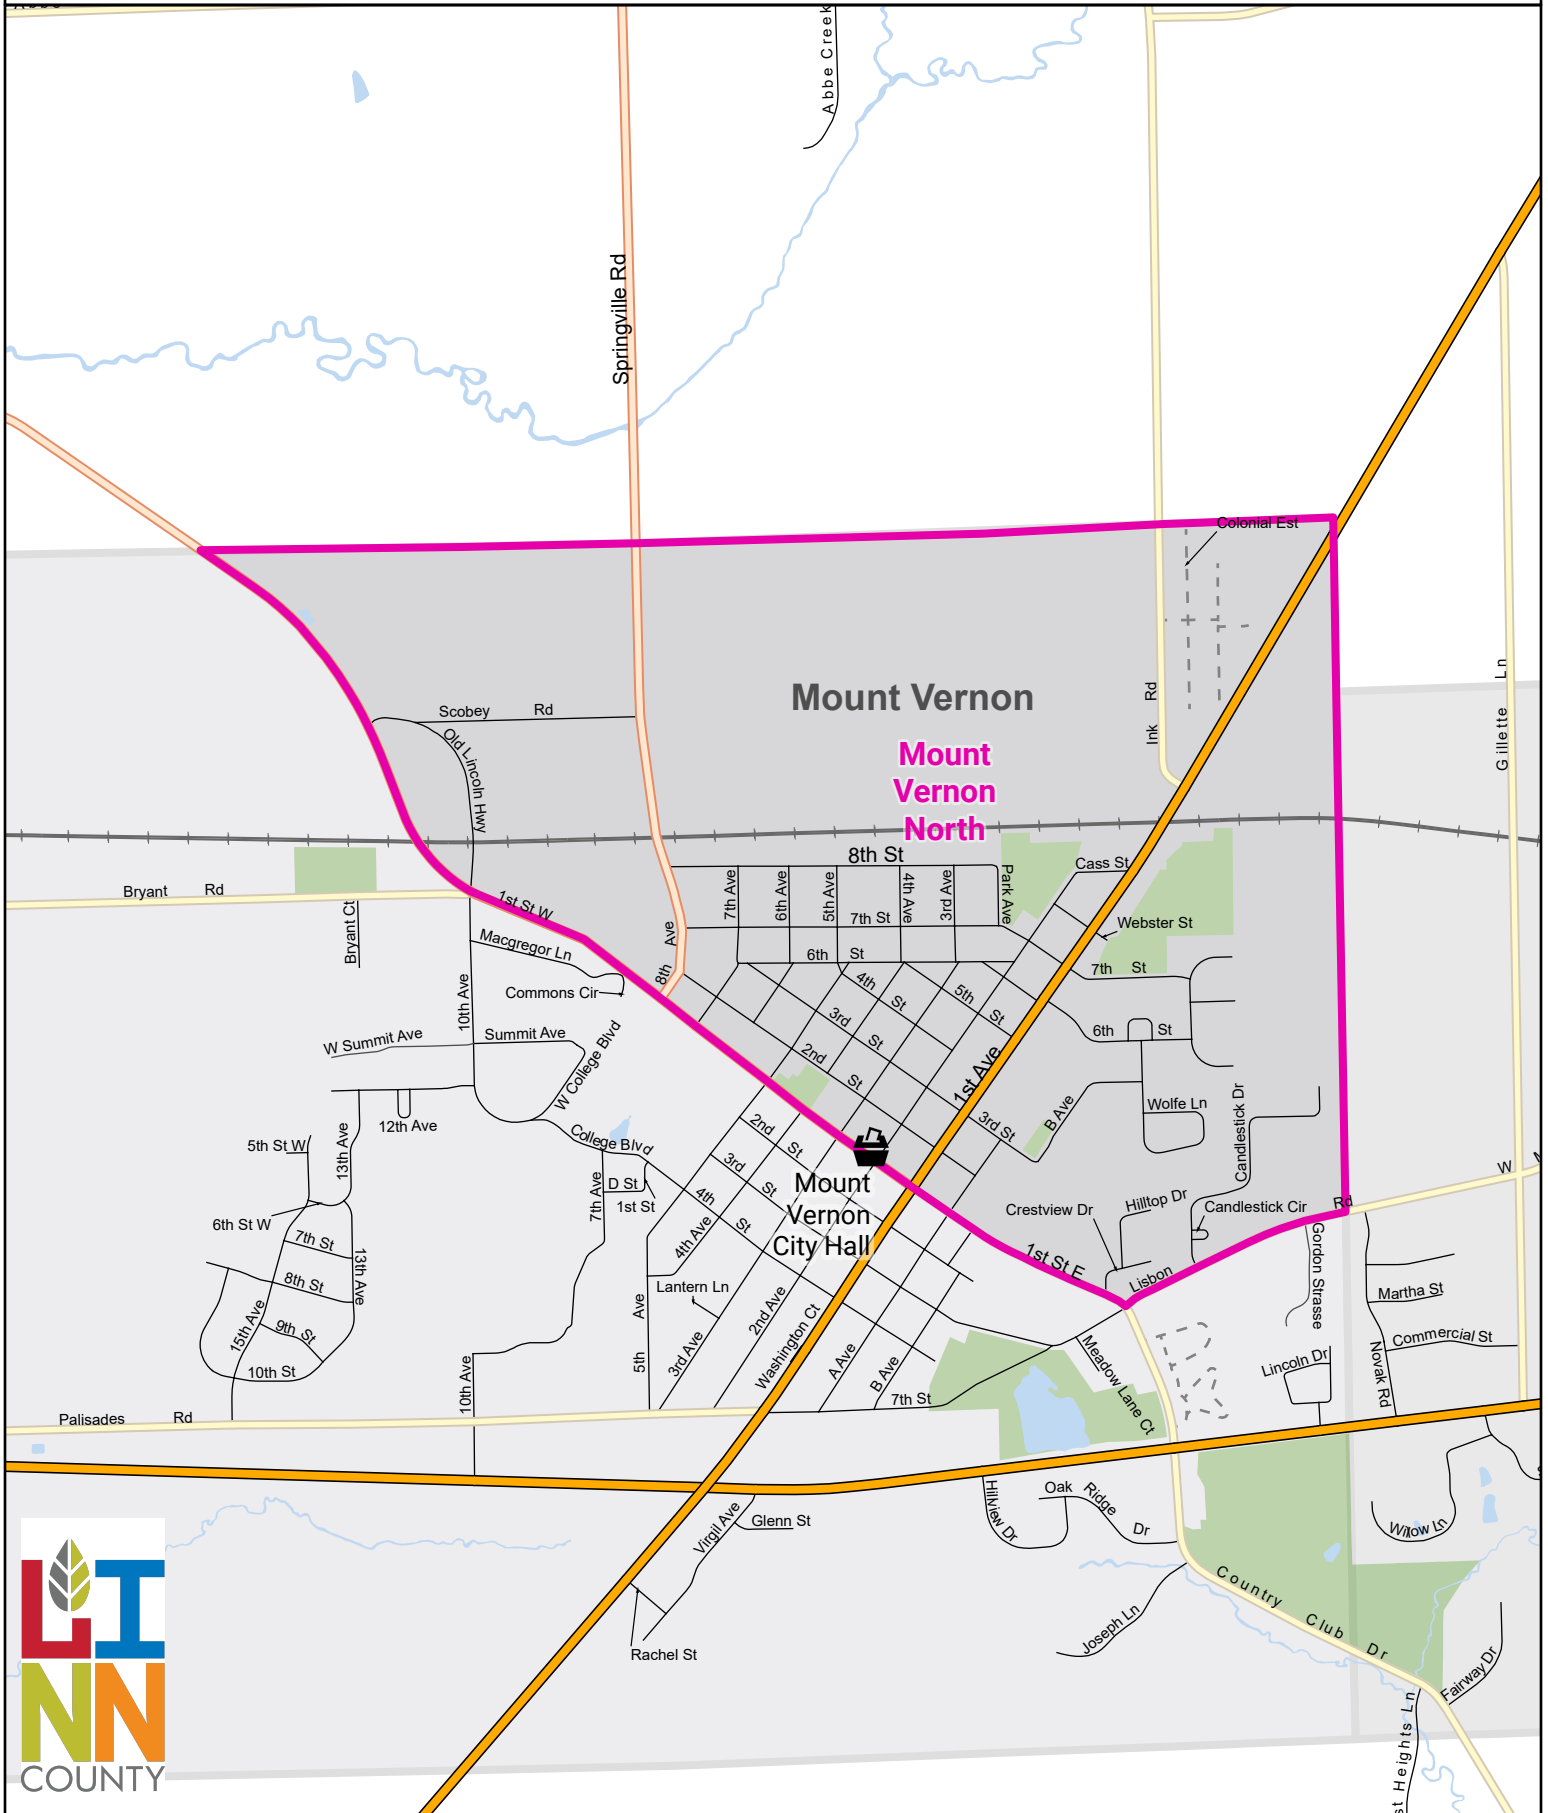 Abbe
Abbe Creek
Springville Rd
Colonial Est
Mount Vernon
Mount
Vernon
North
Ink Rd
Gillette Ln
Scobey Rd
Old Lincoln Hwy
8th St
Cass St
7th Ave
6th Ave
5th Ave
4th Ave
3rd Ave
Park Ave
Bryant Rd
1st St W
Bryant Ct
Macgregor Ln
Commons Cir
8th Ave
7th St
6th St
Webster St
7th St
10th Ave
4th St
5th St
3rd St
2nd St
6th St
W Summit Ave
Summit Ave
W College Blvd
1st Ave
12th Ave
13th Ave
5th St W
College Blvd
2nd St
3rd St
3rd St
B Ave
Wolfe Ln
Candlestick Dr
W
Mount
Vernon
City Hall
7th Ave
D St
1st St
4th St
4th Ave
6th St W
7th St
13th Ave
8th St
15th Ave
9th St
10th St
Crestview Dr
Hilltop Dr
Candlestick Cir
1st St E
Lisbon Rd
Gordon Strasse
Martha St
Commercial St
Lantern Ln
5th Ave
3rd Ave
2nd Ave
Washington Ct
A Ave
B Ave
7th St
Meadow Lane Ct
Lincoln Dr
Novak Rd
10th Ave
Palisades Rd
Virgil Ave
Glenn St
Hillview Dr
Oak Ridge Dr
Willow Ln
Rachel St
Joseph Ln
Country Club Dr
Fairway Dr
st Heights Ln
LINN
COUNTY